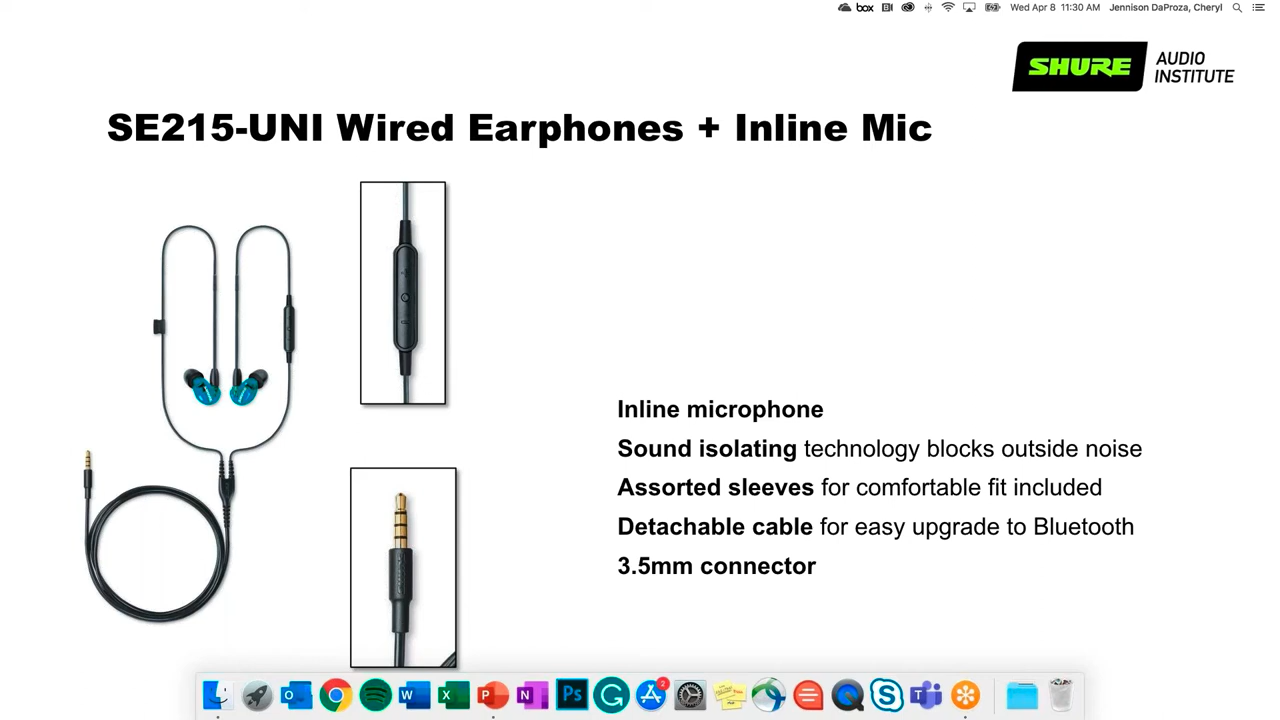 box
Wed Apr 8 11:30 AM
Jennison DaProza, Cheryl
SHURE
AUDIO
INSTITUTE
SE215-UNI Wired Earphones + Inline Mic
Inline microphone
Sound isolating technology blocks outside noise
Assorted sleeves for comfortable fit included
Detachable cable for easy upgrade to Bluetooth
3.5mm connector
2